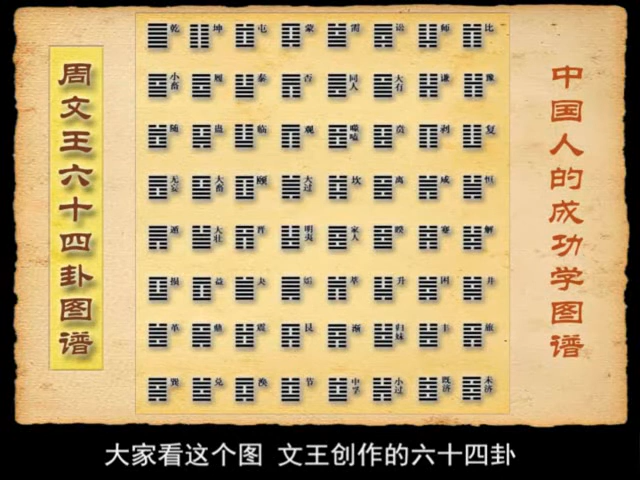 周文王六十四卦图谱
乾 坤 屯 蒙 需 讼 师 比
小畜 履 泰 否 同人 大有 谦 豫
随 蛊 临 观 噬嗑 贲 剥 复
无妄 大畜 颐 大过 坎 离 咸 恒
遁 大壮 晋 明夷 家人 睽 蹇 解
损 益 夬 姤 萃 升 困 井
革 鼎 震 艮 渐 归妹 丰 旅
巽 兑 涣 节 中孚 小过 既济 未济
中国人的成功学图谱
大家看这个图 文王创作的六十四卦